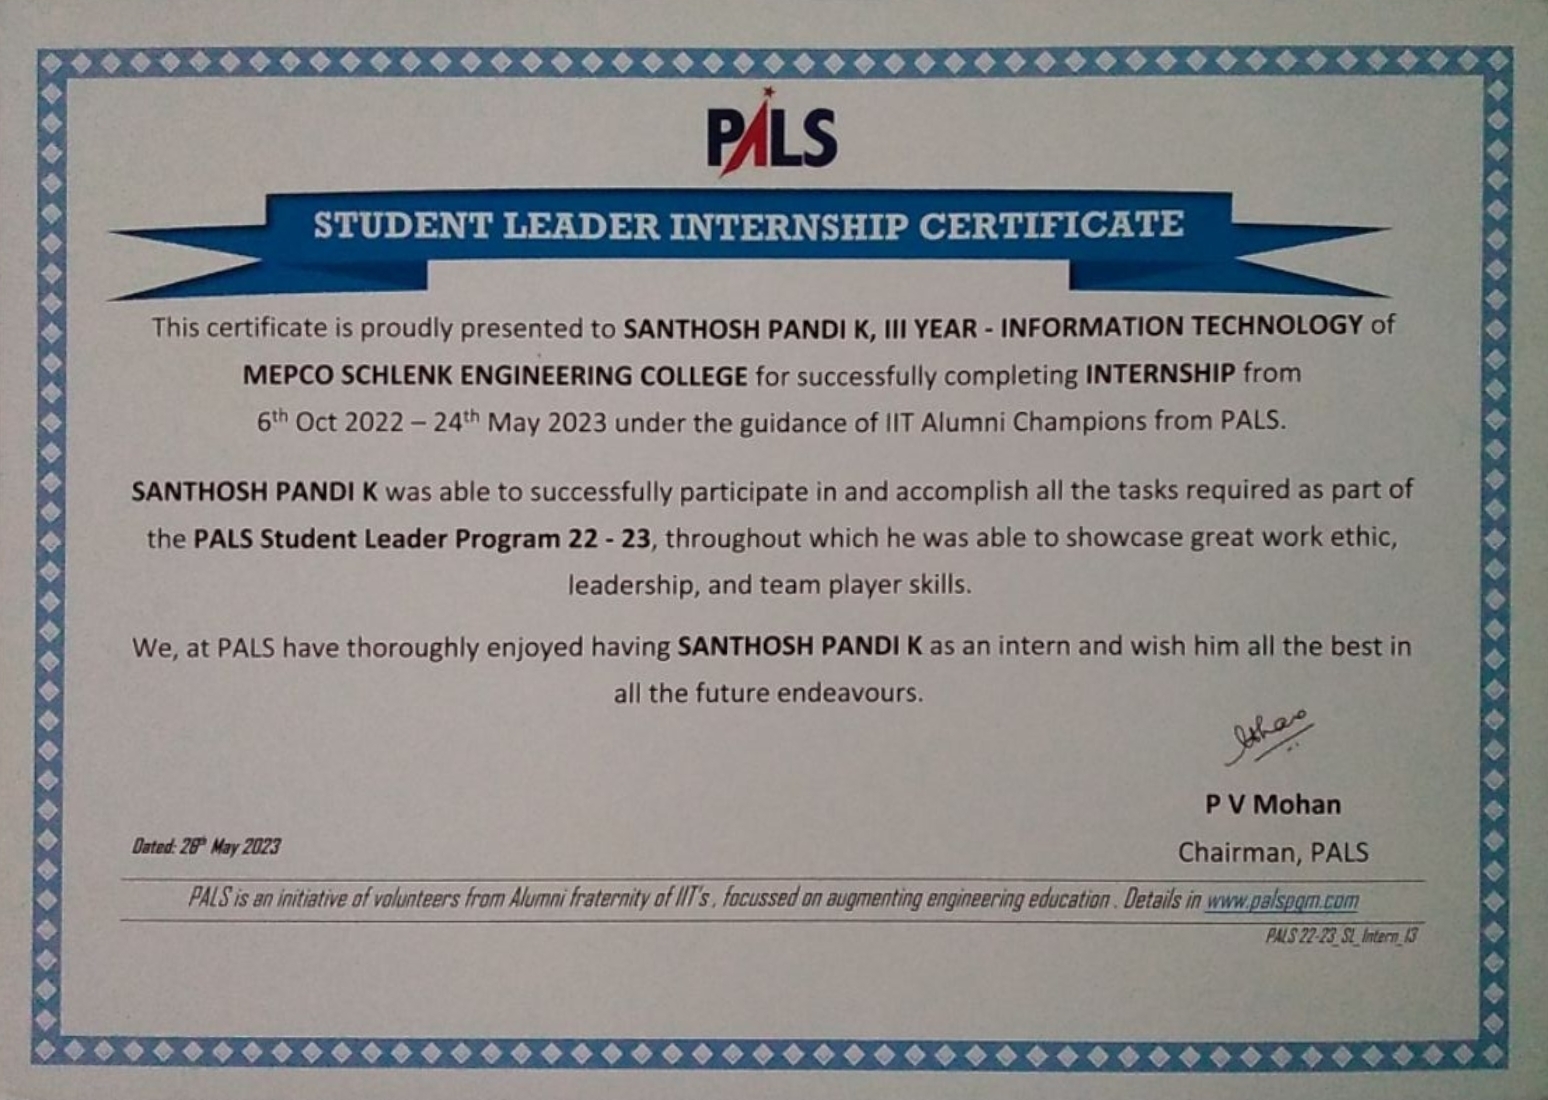 PALS
STUDENT LEADER INTERNSHIP CERTIFICATE
This certificate is proudly presented to SANTHOSH PANDI K, III YEAR - INFORMATION TECHNOLOGY of
MEPCO SCHLENK ENGINEERING COLLEGE for successfully completing INTERNSHIP from
6th Oct 2022 – 24th May 2023 under the guidance of IIT Alumni Champions from PALS.
SANTHOSH PANDI K was able to successfully participate in and accomplish all the tasks required as part of
the PALS Student Leader Program 22 - 23, throughout which he was able to showcase great work ethic,
leadership, and team player skills.
We, at PALS have thoroughly enjoyed having SANTHOSH PANDI K as an intern and wish him all the best in
all the future endeavours.
P V Mohan
Dated: 28th May 2023
Chairman, PALS
PALS is an initiative of volunteers from Alumni fraternity of IIT's , focussed on augmenting engineering education . Details in www.palspgm.com
PALS 22-23_SL_Intern_13